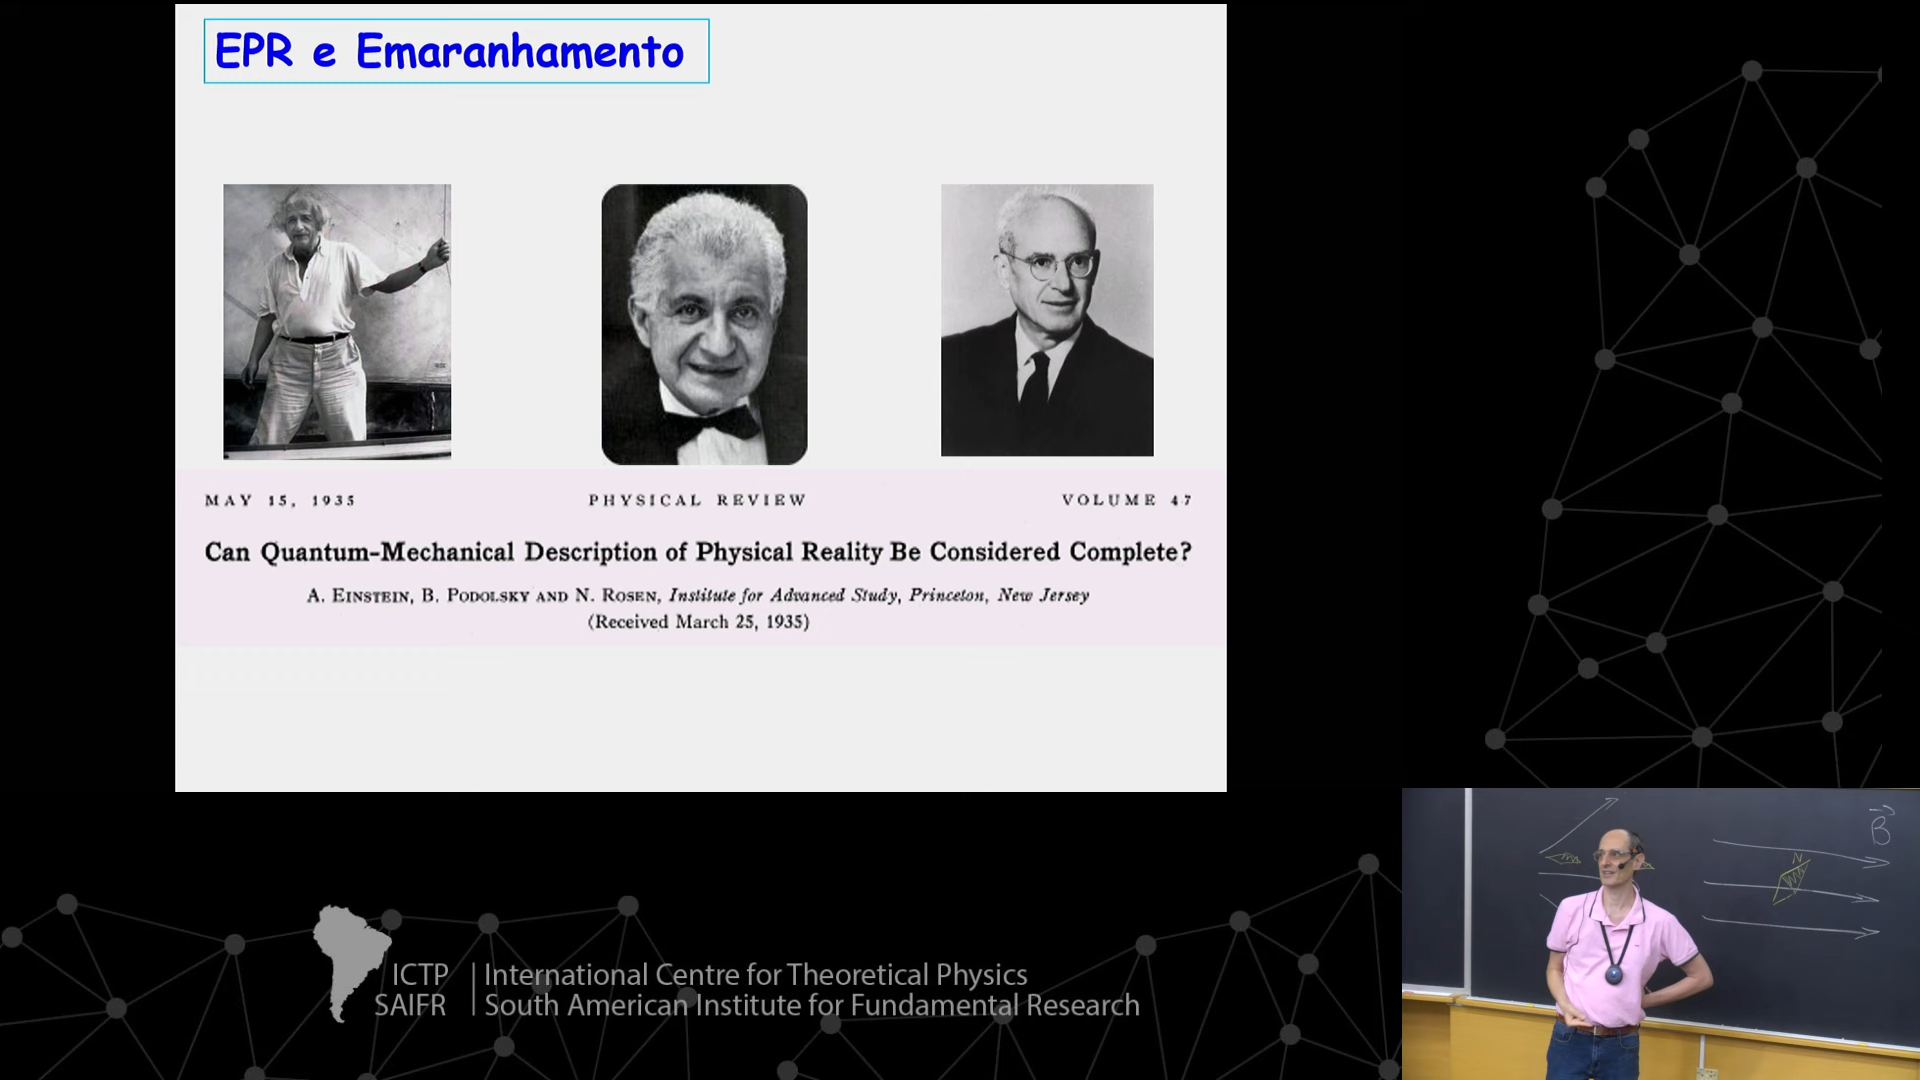 EPR e Emaranhamento
MAY 15, 1935 PHYSICAL REVIEW VOLUME 47
Can Quantum-Mechanical Description of Physical Reality Be Considered Complete?
A. EINSTEIN, B. PODOLSKY AND N. ROSEN, Institute for Advanced Study, Princeton, New Jersey
(Received March 25, 1935)
B
N
ICTP | International Centre for Theoretical Physics
SAIFR | South American Institute for Fundamental Research